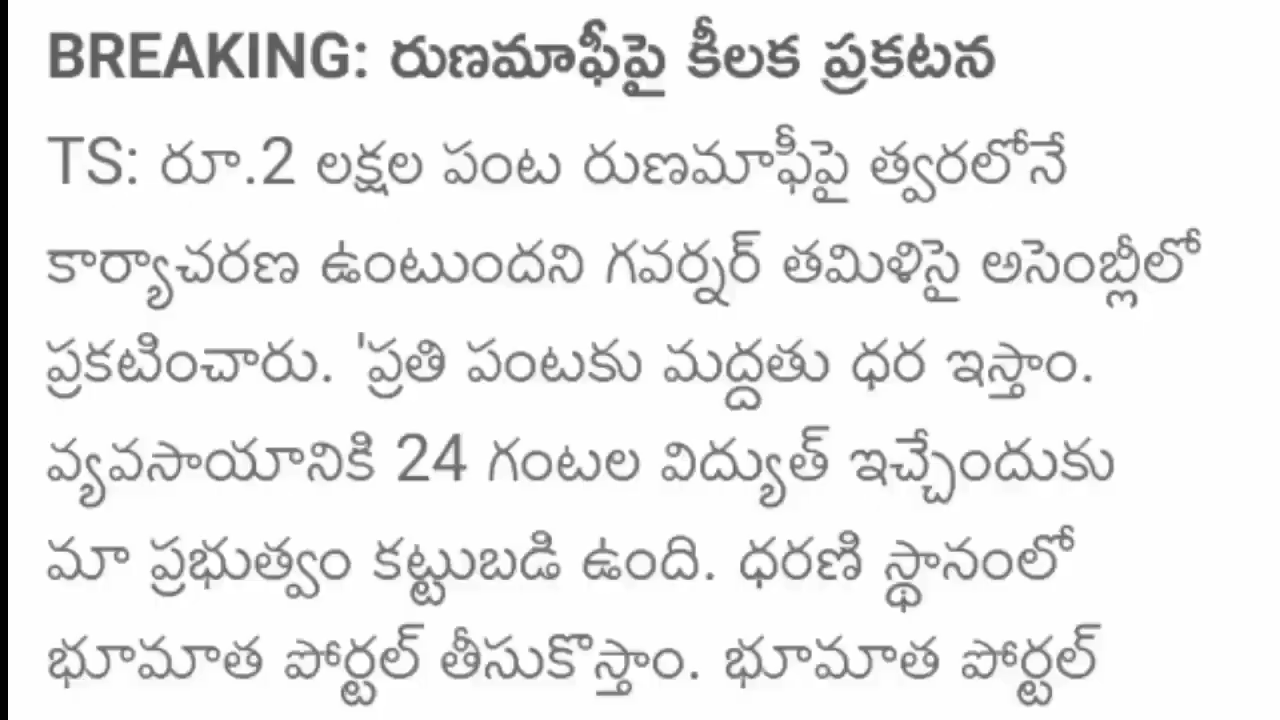 BREAKING: రుణమాఫీపై కీలక ప్రకటన
TS: రూ.2 లక్షల పంట రుణమాఫీపై త్వరలోనే
కార్యాచరణ ఉంటుందని గవర్నర్ తమిళిసై అసెంబ్లీలో
ప్రకటించారు. 'ప్రతి పంటకు మద్దతు ధర ఇస్తాం.
వ్యవసాయానికి 24 గంటల విద్యుత్ ఇచ్చేందుకు
మా ప్రభుత్వం కట్టుబడి ఉంది. ధరణి స్థానంలో
భూమాత పోర్టల్ తీసుకొస్తాం. భూమాత పోర్టల్